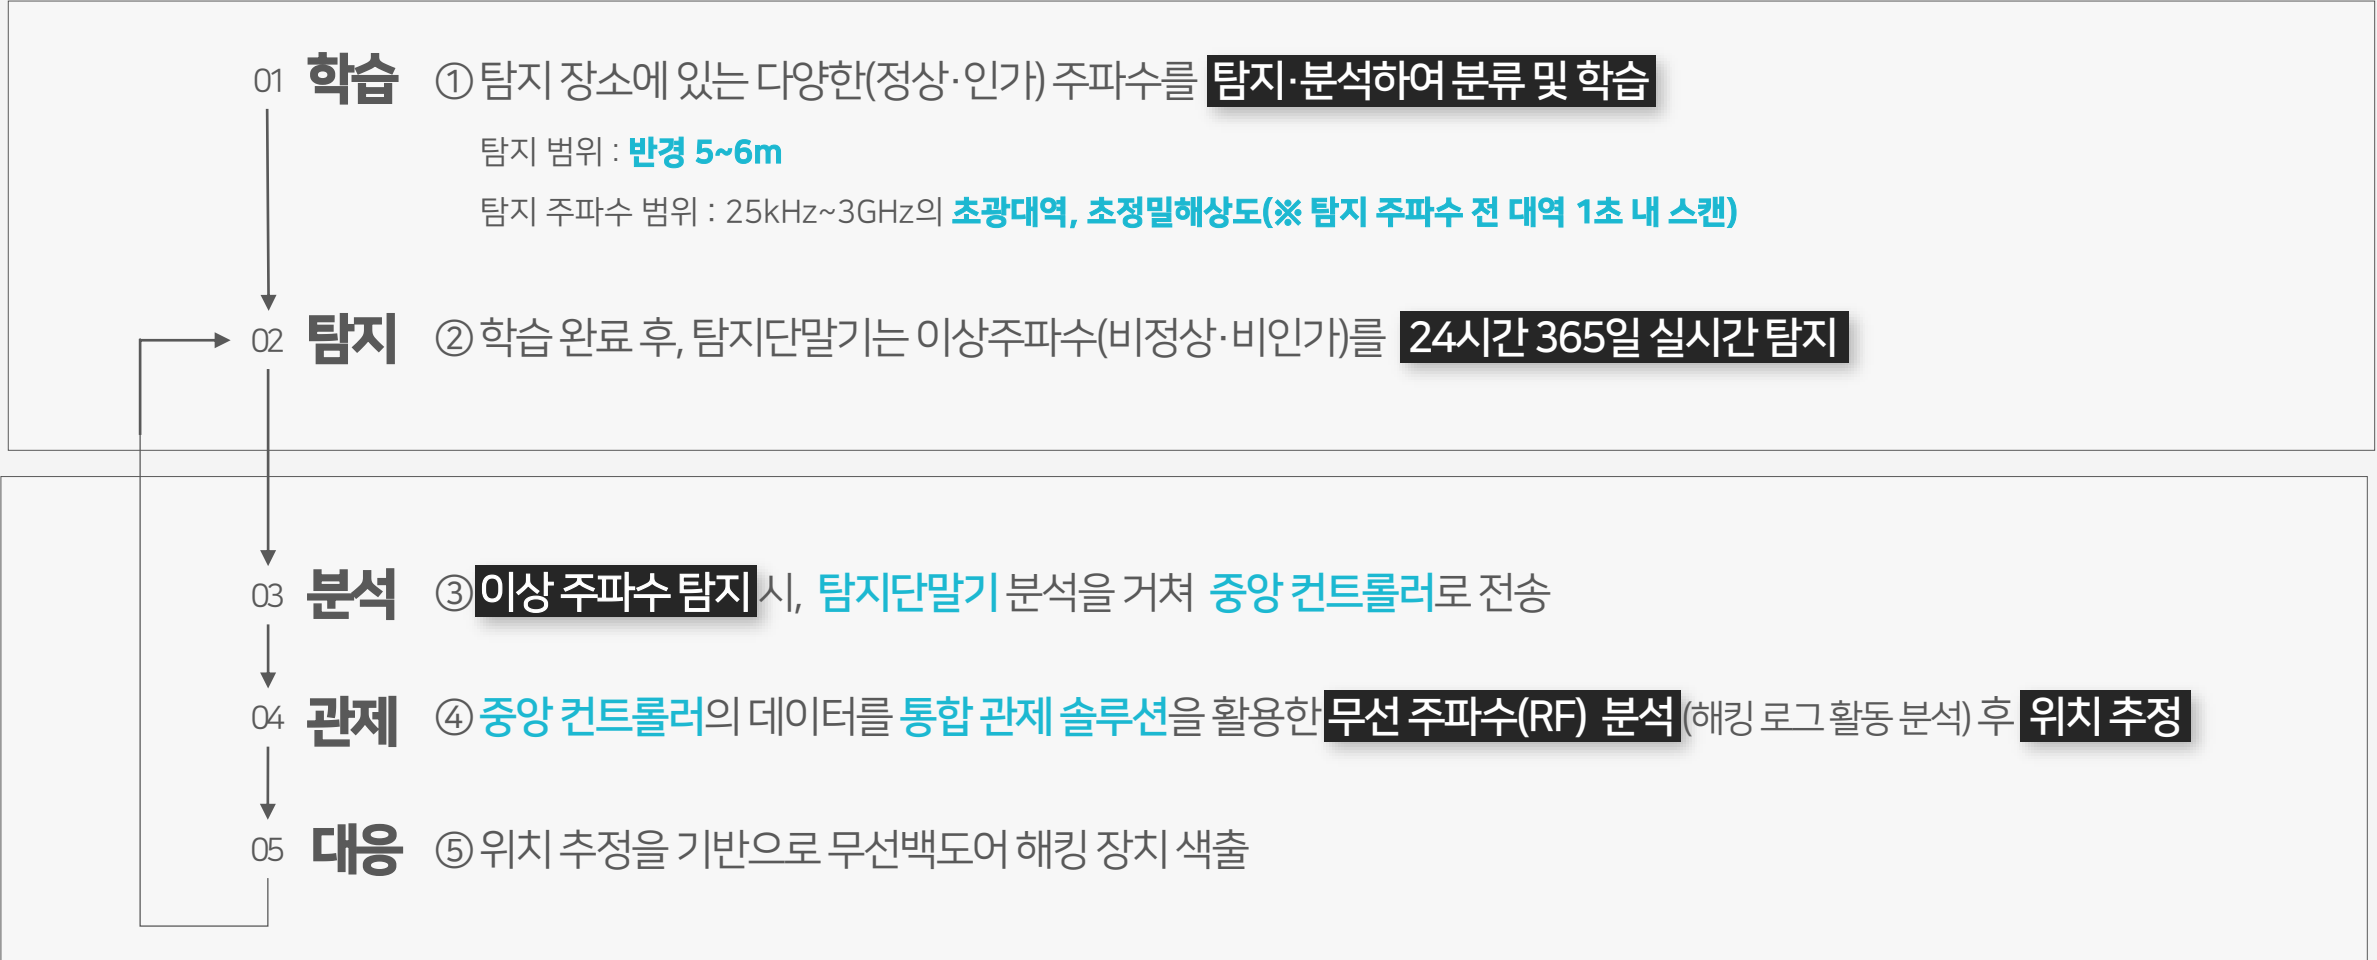 01 학습 ① 탐지 장소에 있는 다양한(정상·인가) 주파수를 탐지·분석하여 분류 및 학습
탐지 범위 : 반경 5~6m
탐지 주파수 범위 : 25kHz~3GHz의 초광대역, 초정밀해상도(※ 탐지 주파수 전 대역 1초 내 스캔)
02 탐지 ② 학습 완료 후, 탐지단말기는 이상주파수(비정상·비인가)를 24시간 365일 실시간 탐지
03 분석 ③ 이상 주파수 탐지 시, 탐지단말기 분석을 거쳐 중앙 컨트롤러로 전송
04 관제 ④ 중앙 컨트롤러의 데이터를 통합 관제 솔루션을 활용한 무선 주파수(RF) 분석 (해킹 로그 활동 분석) 후 위치 추정
05 대응 ⑤ 위치 추정을 기반으로 무선백도어 해킹 장치 색출